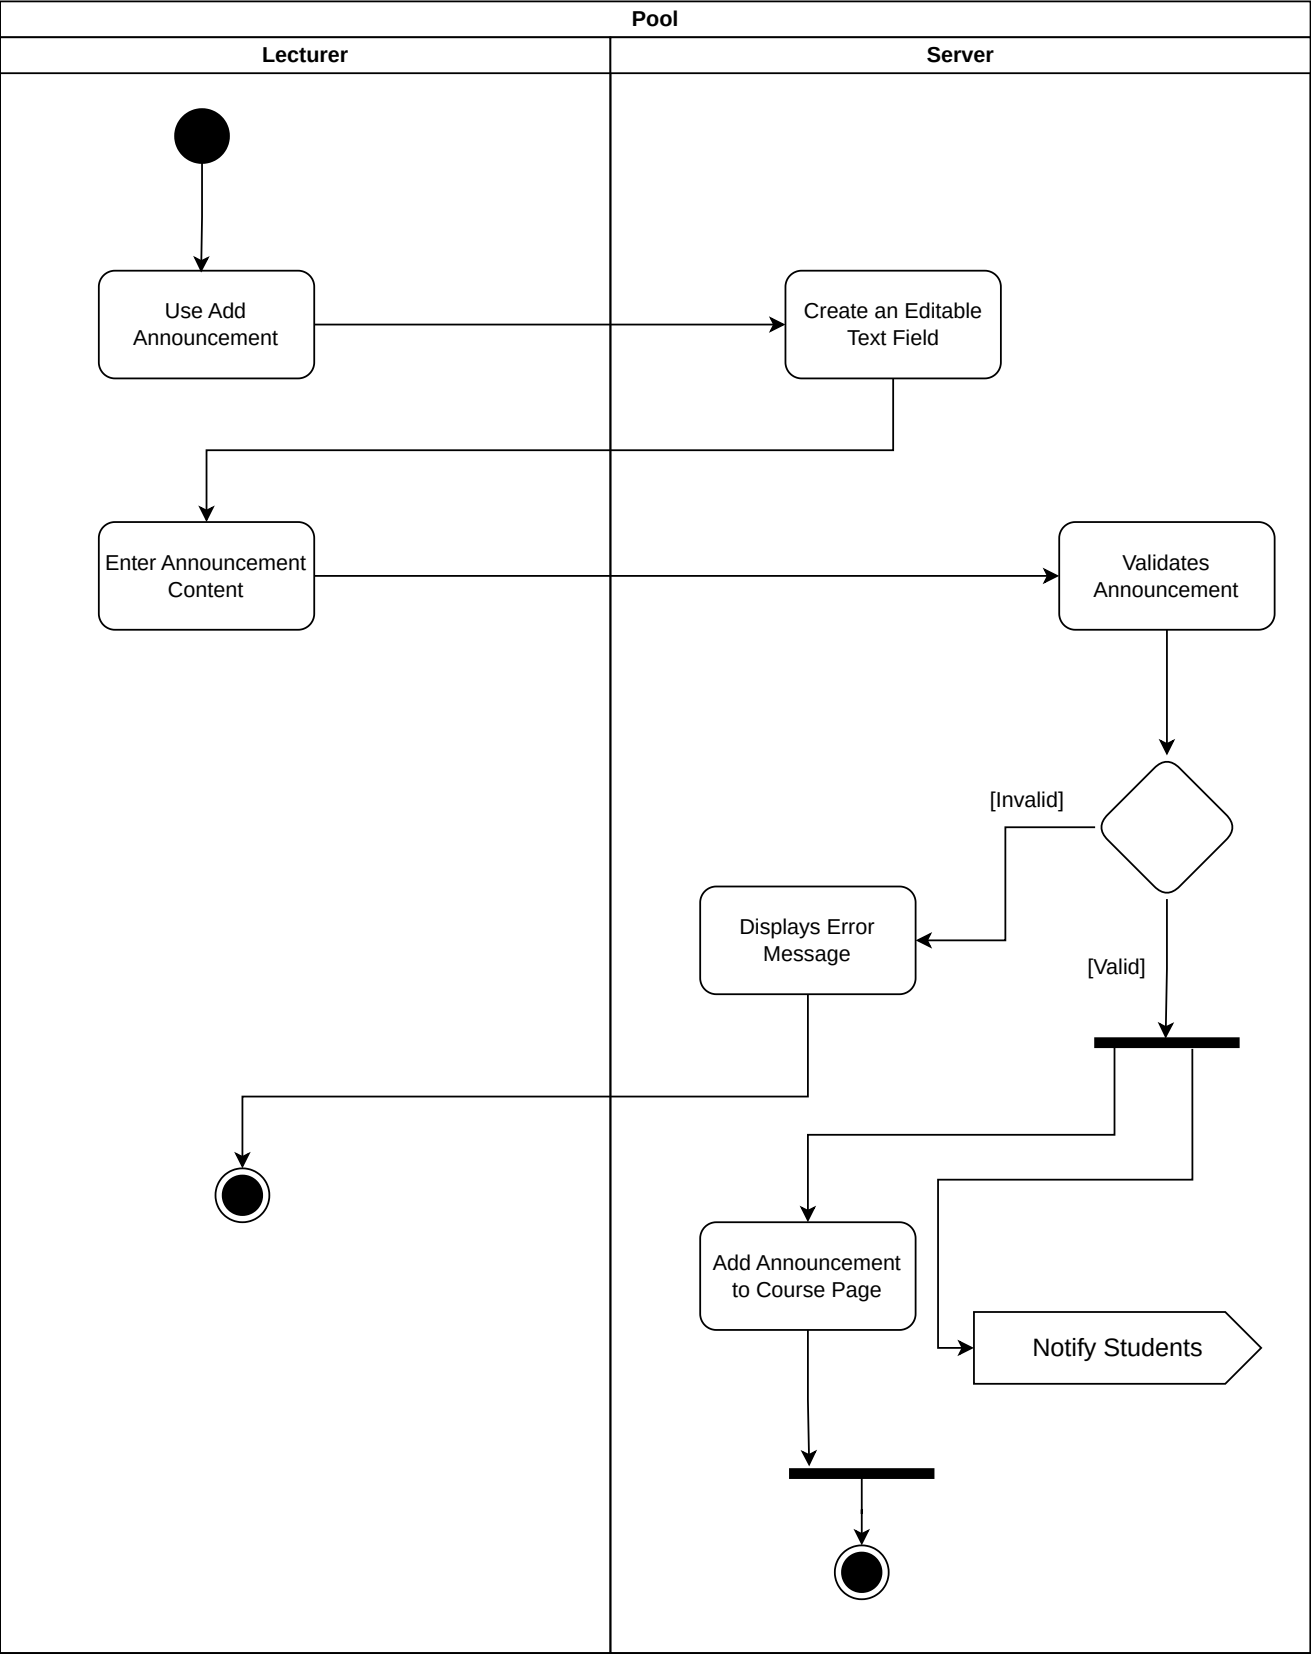 Pool
Lecturer
Server
Use Add
Announcement
Create an Editable
Text Field
Enter Announcement
Content
Validates
Announcement
[Invalid]
Displays Error
Message
[Valid]
Add Announcement
to Course Page
Notify Students